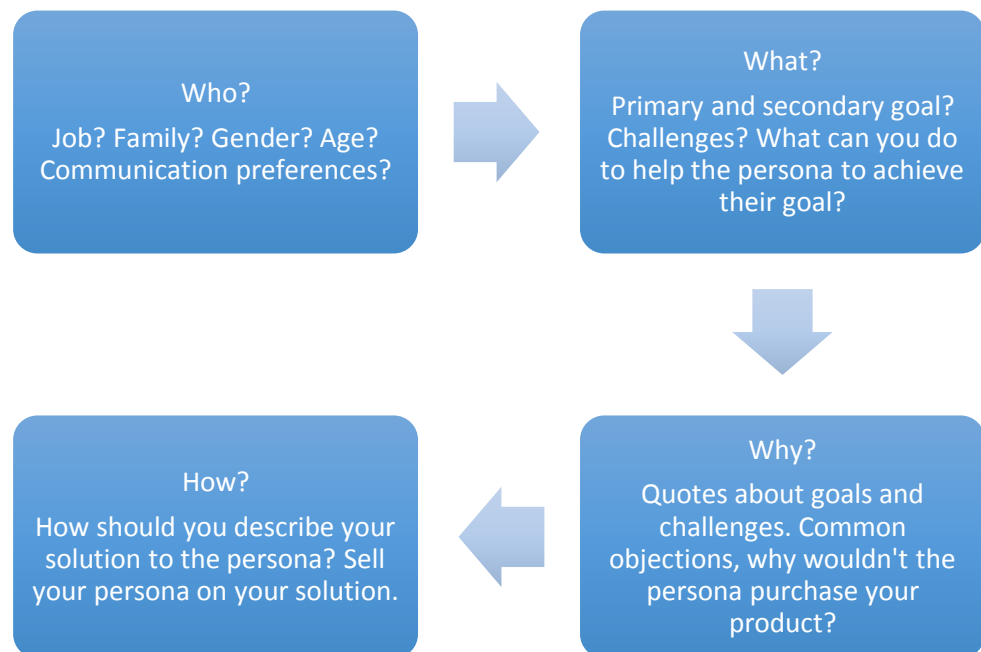 Who?
Job? Family? Gender? Age?
Communication preferences?
What?
Primary and secondary goal?
Challenges? What can you do
to help the persona to achieve
their goal?
Why?
Quotes about goals and
challenges. Common
objections, why wouldn't the
persona purchase your
product?
How?
How should you describe your
solution to the persona? Sell
your persona on your solution.